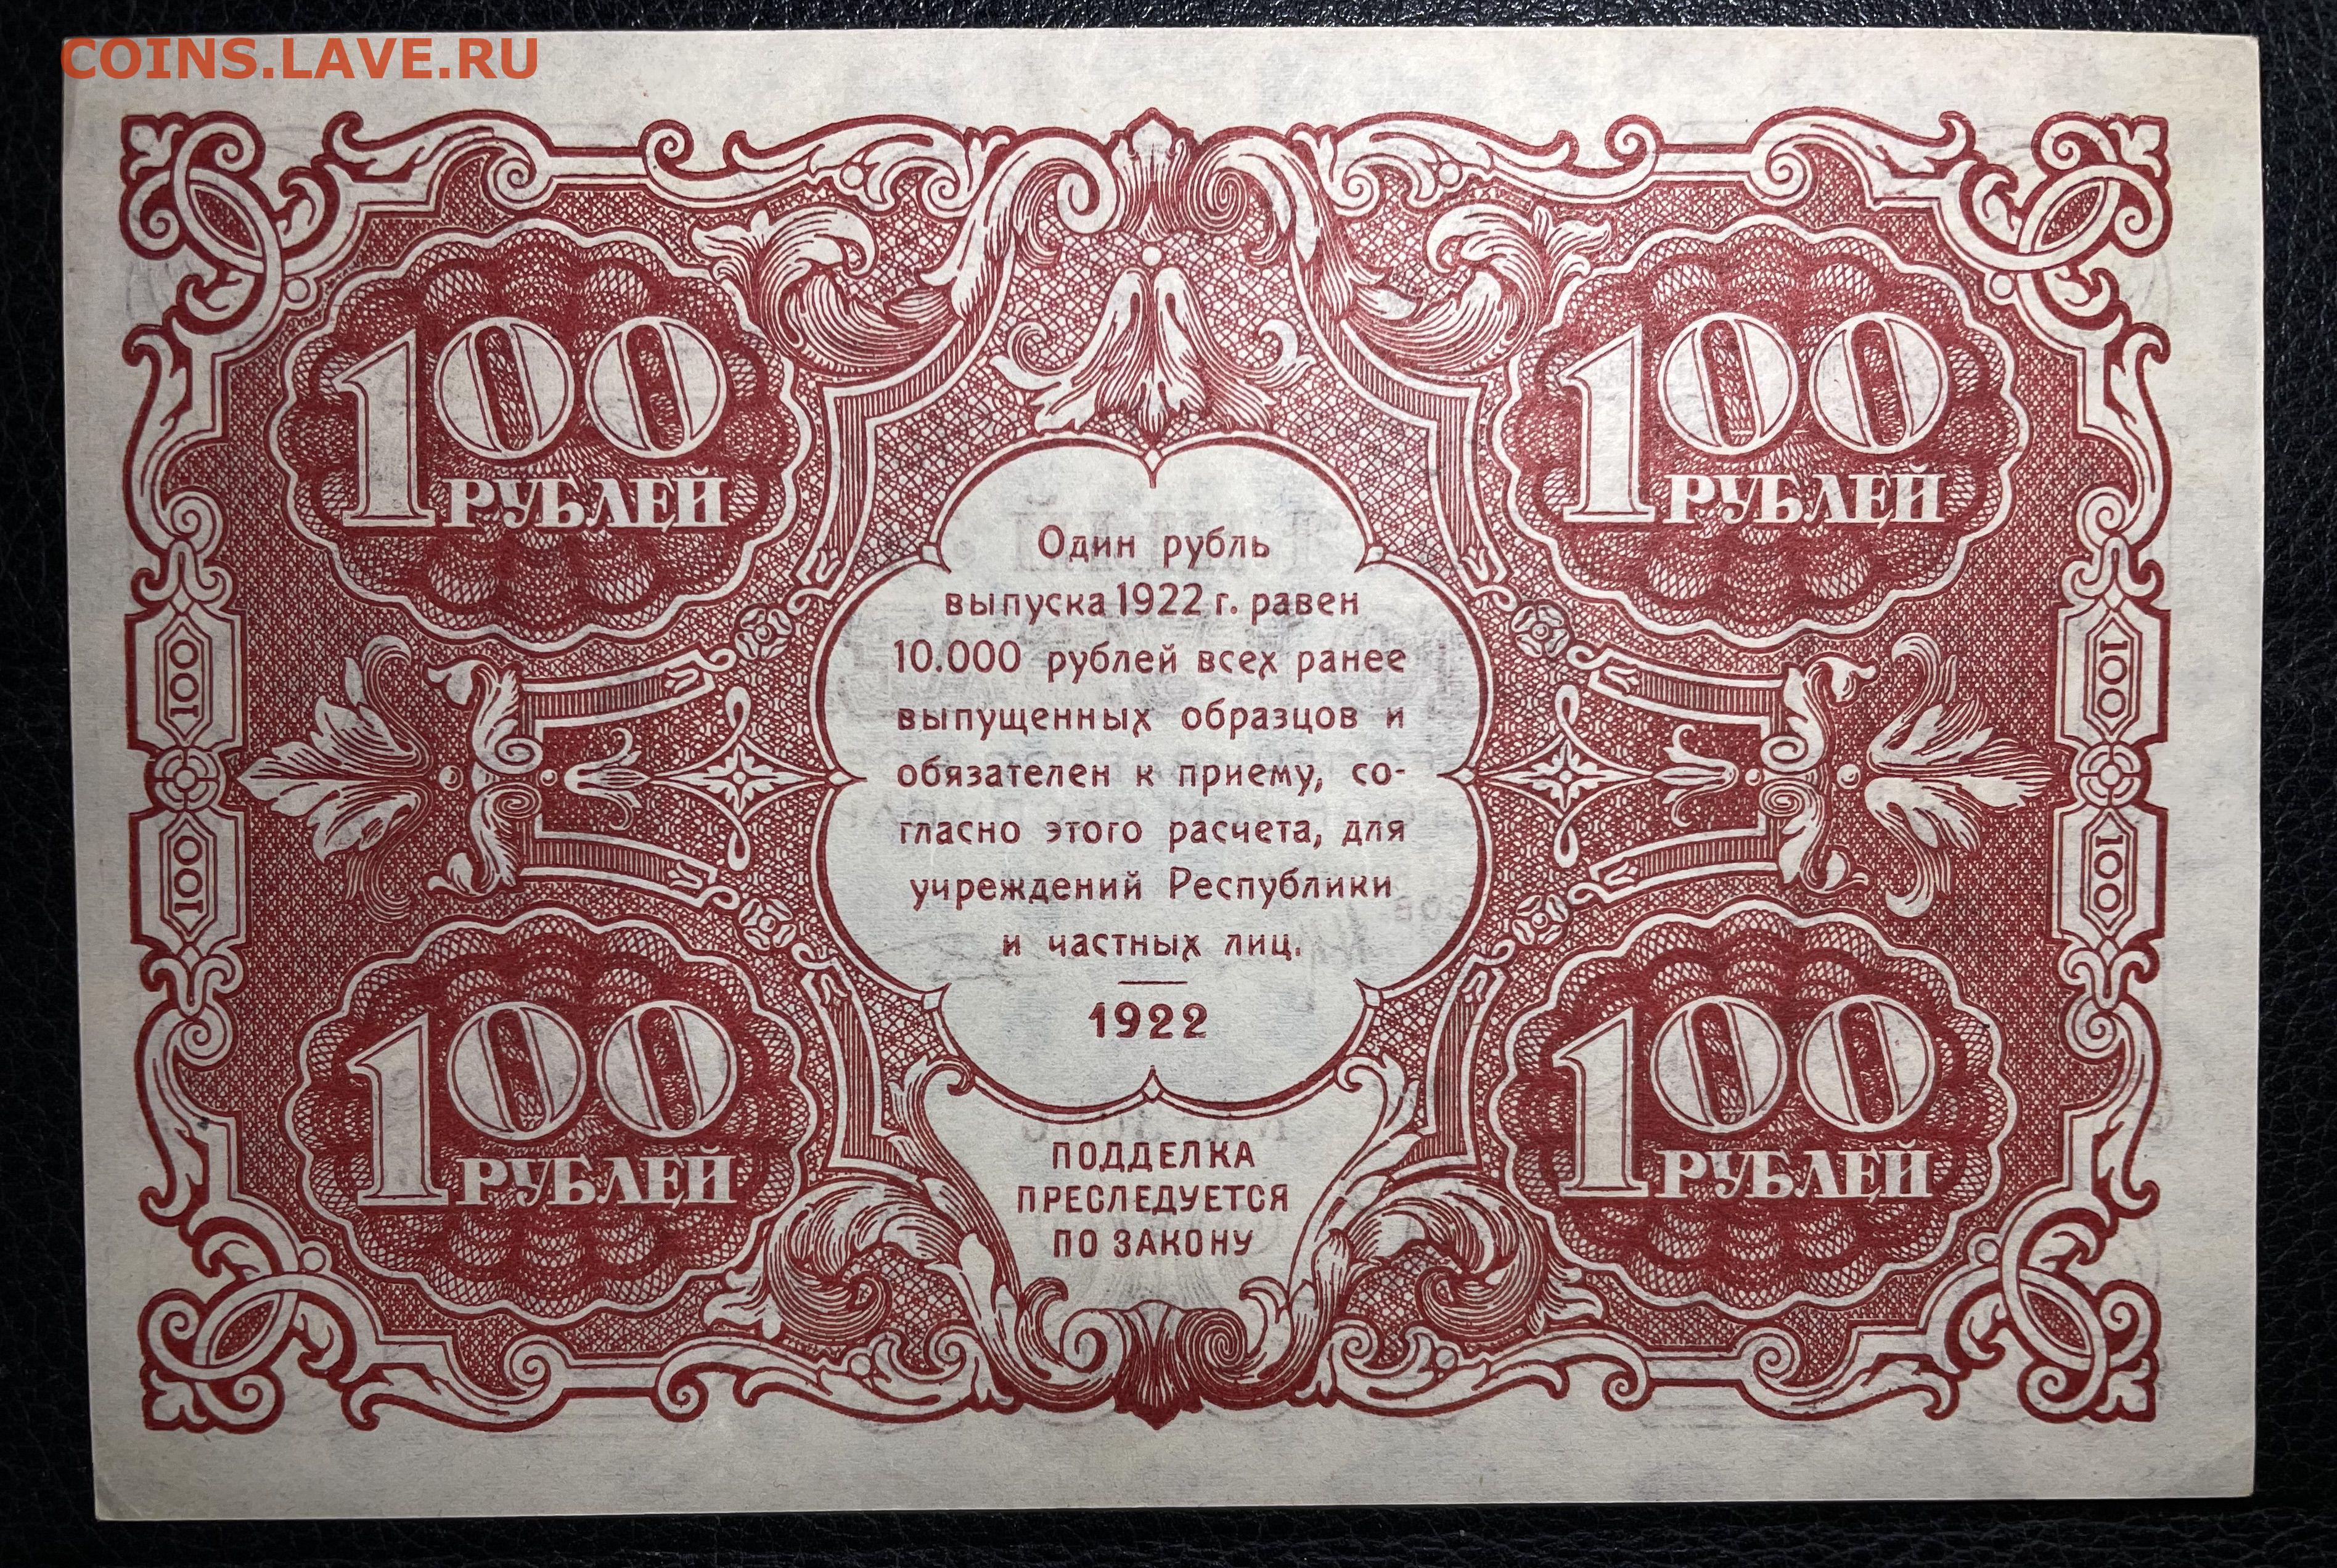 COINS.LAVE.RU
100 100
РУБЛЕЙ РУБЛЕЙ
Один рубль
выпуска 1922 г. равен
10.000 рублей всех ранее
выпущенных образцов и
обязателен к приему, со-
гласно этого расчета, для
учреждений Республики
и частных лиц.
1922
100 100
100 100
100 100
РУБЛЕЙ РУБЛЕЙ
ПОДДЕЛКА
ПРЕСЛЕДУЕТСЯ
ПО ЗАКОНУ